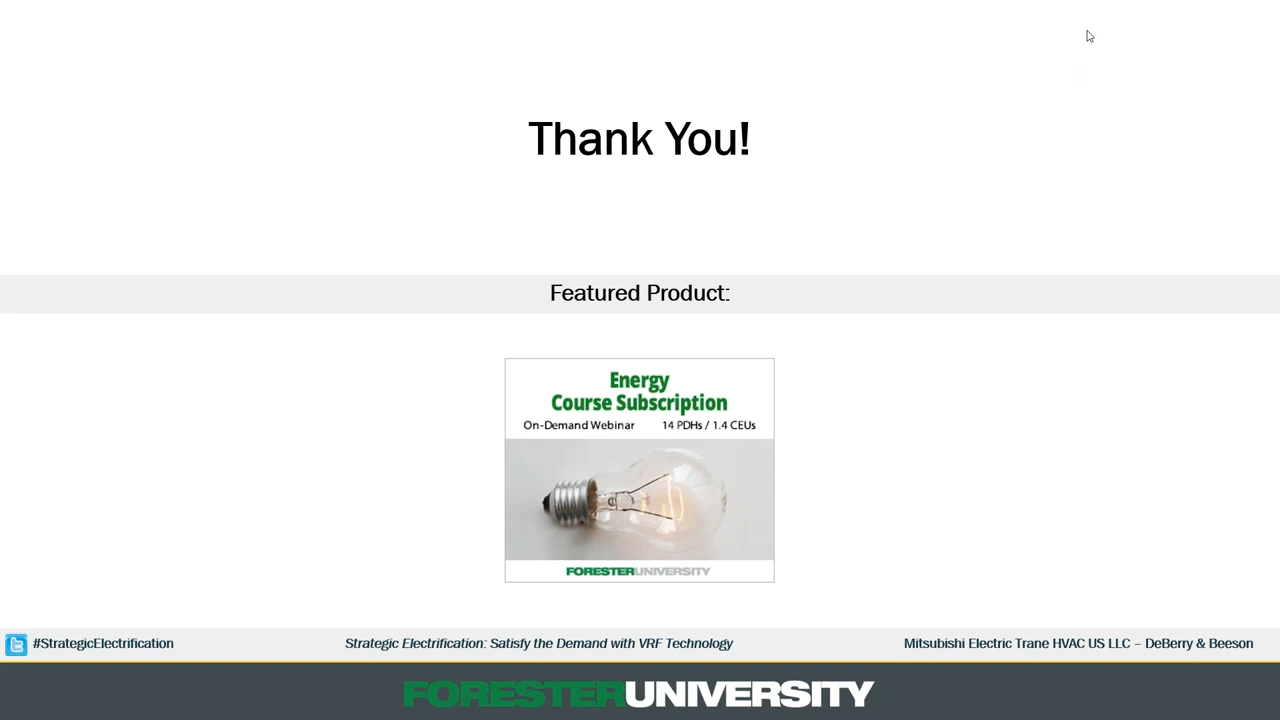 Thank You!
Featured Product:
Energy
Course Subscription
On-Demand Webinar 14 PDHs / 1.4 CEUs
FORESTERUNIVERSITY
#StrategicElectrification Strategic Electrification: Satisfy the Demand with VRF Technology Mitsubishi Electric Trane HVAC US LLC – DeBerry & Beeson
FORESTERUNIVERSITY